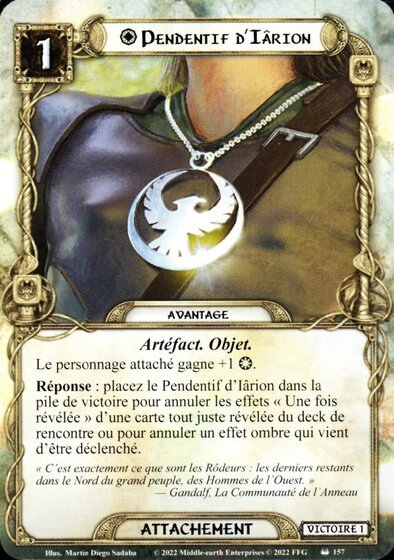 1
Pendentif d'Iârion
AVANTAGE
Artéfact. Objet.
Le personnage attaché gagne +1 .
Réponse : placez le Pendentif d'Iârion dans la
pile de victoire pour annuler les effets « Une fois
révélée » d'une carte tout juste révélée du deck de
rencontre ou pour annuler un effet ombre qui vient
d'être déclenché.
« C'est exactement ce que sont les Rôdeurs : les derniers restants
dans le Nord du grand peuple, des Hommes de l'Ouest. »
— Gandalf, La Communauté de l'Anneau
ATTACHEMENT
VICTOIRE 1
Illus. Martin Diego Sadaba © 2022 Middle-earth Enterprises © 2022 FFG 157